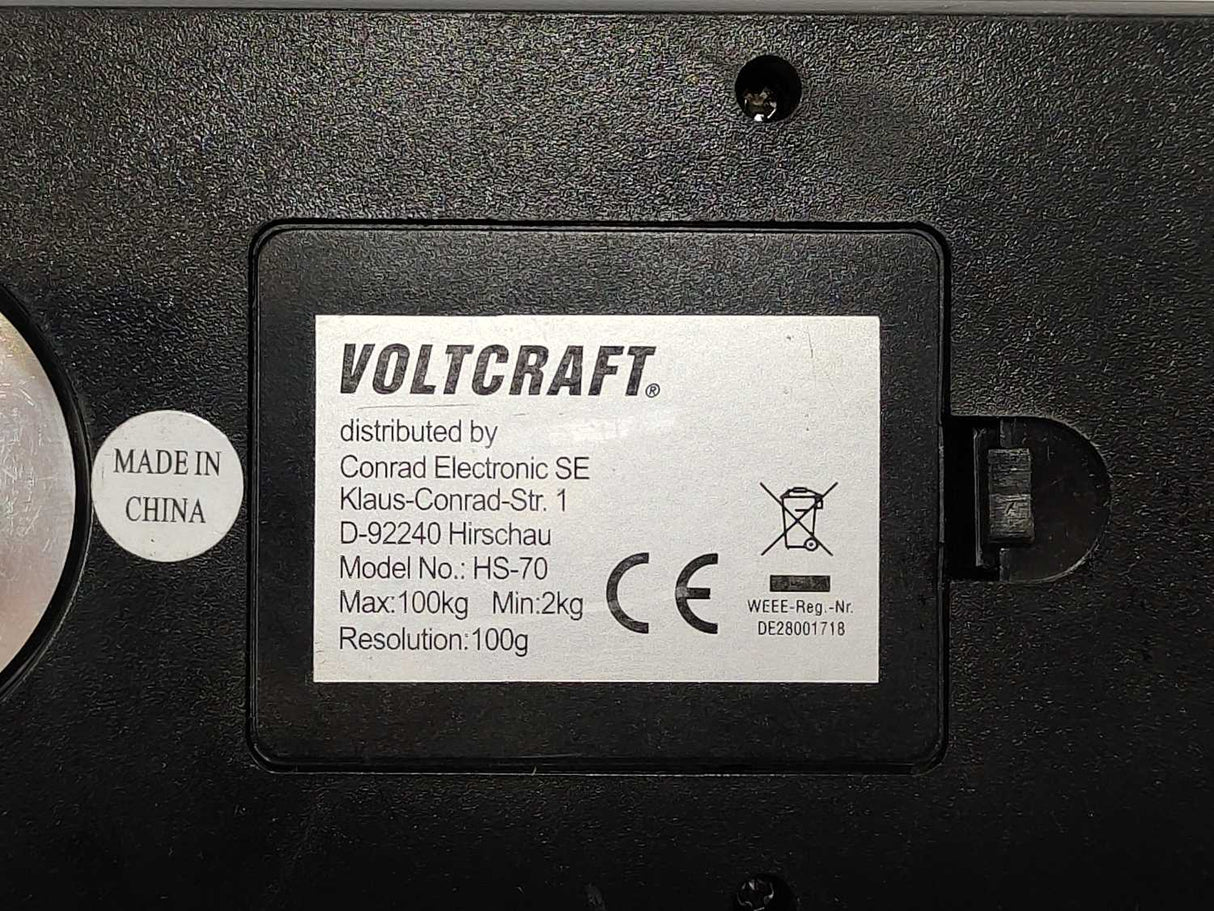 MADE IN
CHINA
VOLTCRAFT®
distributed by
Conrad Electronic SE
Klaus-Conrad-Str. 1
D-92240 Hirschau
Model No.: HS-70
Max:100kg Min:2kg
Resolution:100g
CE
WEEE-Reg.-Nr.
DE28001718